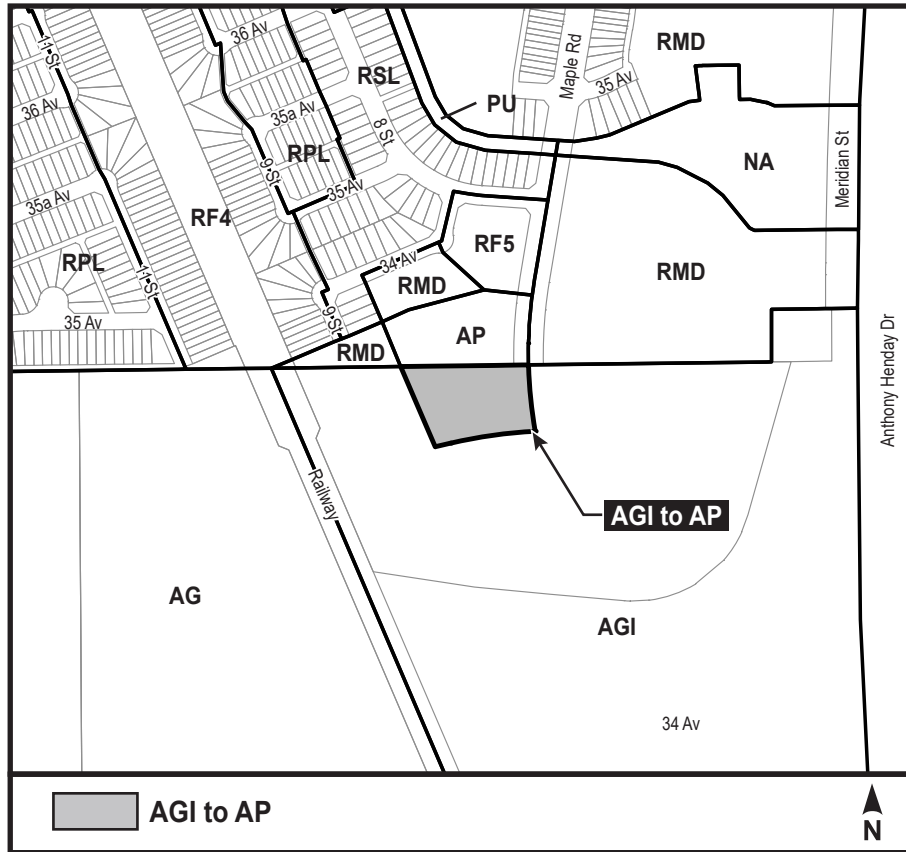 36 Av
RMD
11 St
RSL
Maple Rd
35 Av
36 Av
35a Av
PU
8 St
RPL
NA
Meridian St
9 St
35 Av
35a Av
RF4
RF5
34 Av
RMD
RPL
11 St
RMD
9 St
35 Av
AP
RMD
Anthony Henday Dr
Railway
AGI to AP
AG
AGI
34 Av
AGI to AP
N